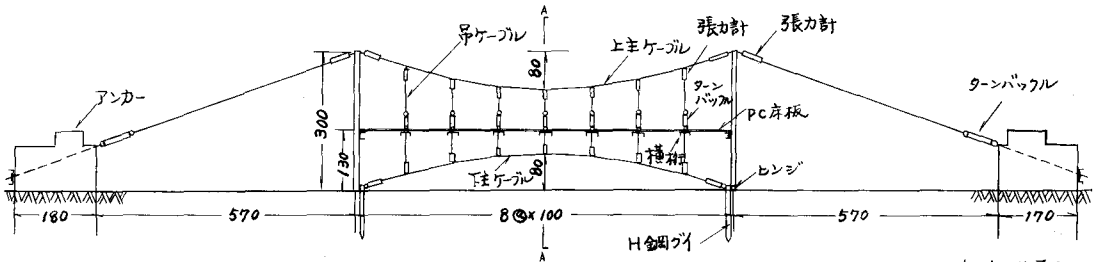 A
吊ケーブル
80
上主ケーブル
張力計
張力計
アンカー
ターン
バックル
PC床板
ターンバックル
300
130
横桁
下主ケーブル
80
ヒンジ
180
570
8@×100
570
170
H鋼グイ
A